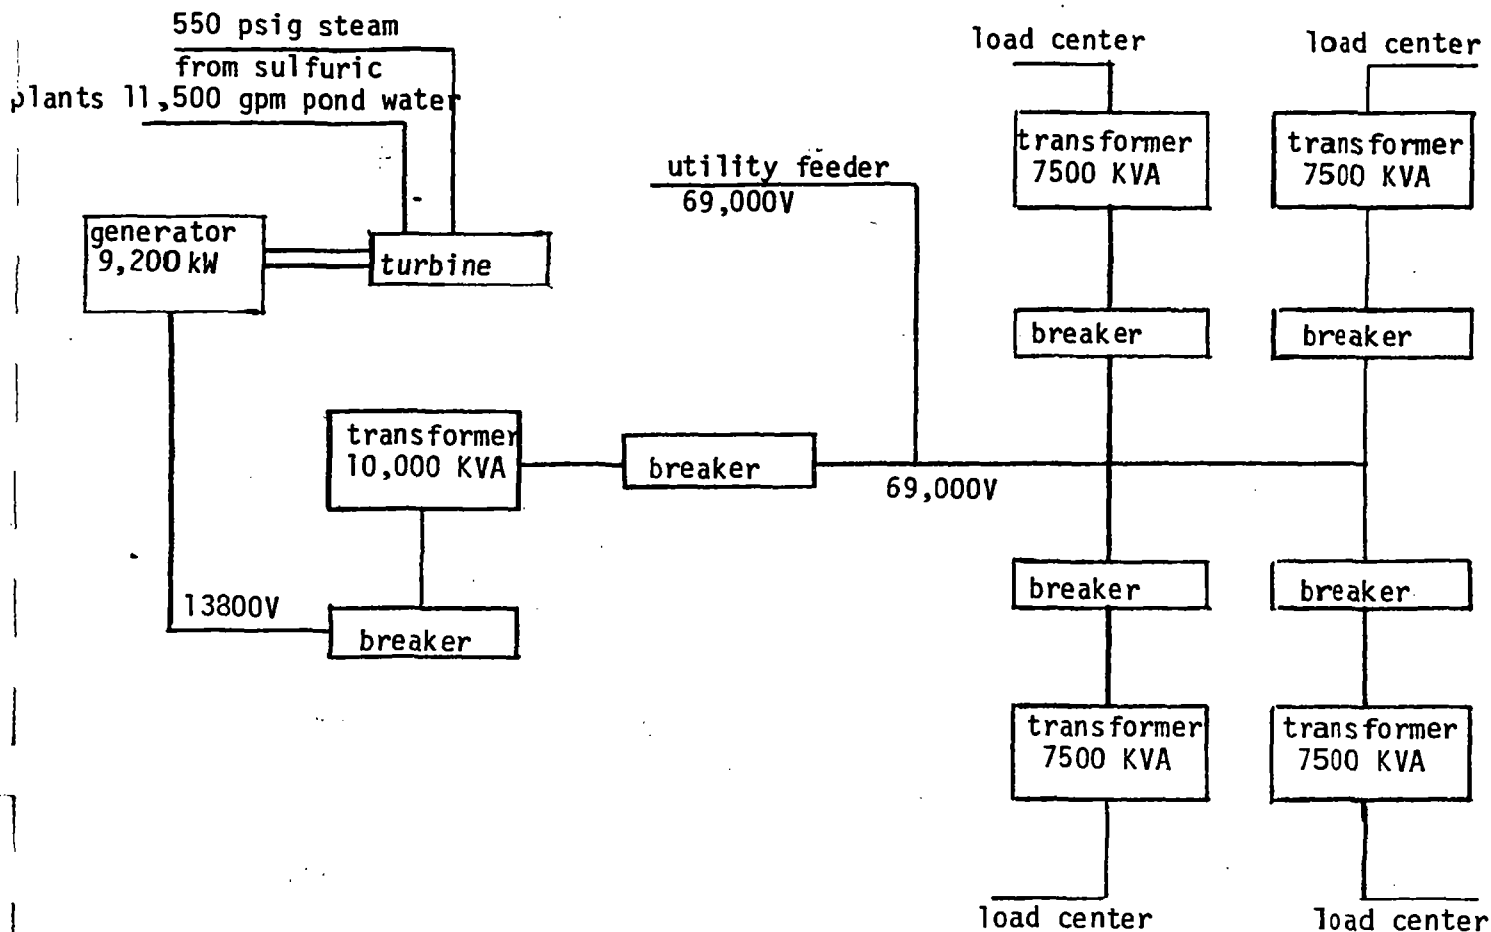 550 psig steam
from sulfuric
plants 11,500 gpm pond water
generator
9,200 kW
turbine
utility feeder
69,000V
transformer
10,000 KVA
breaker
69,000V
13800V
breaker
load center
transformer
7500 KVA
breaker
load center
transformer
7500 KVA
breaker
breaker
transformer
7500 KVA
load center
breaker
transformer
7500 KVA
load center